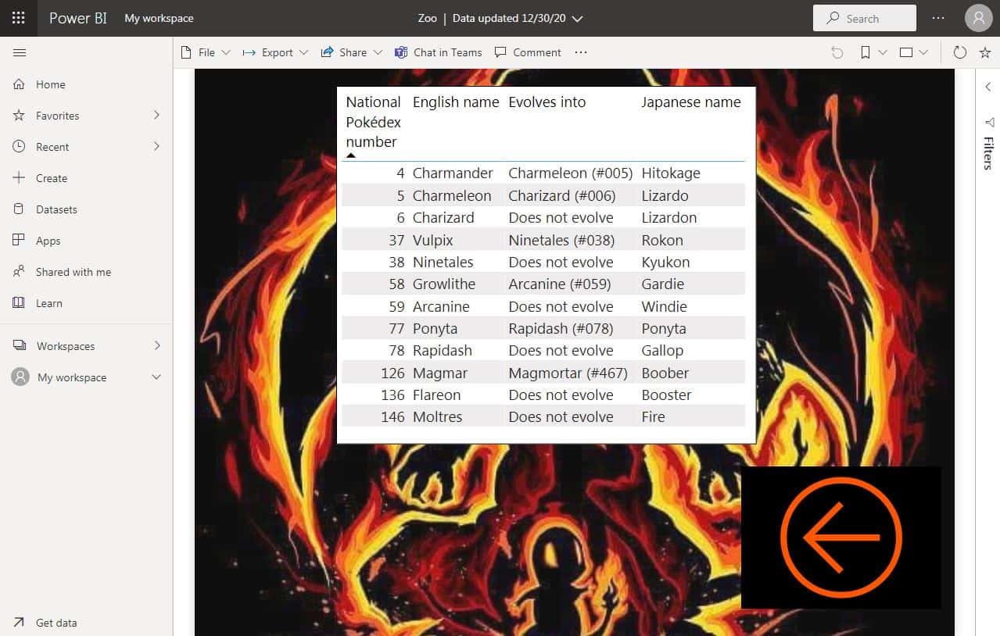 Power BI My workspace Zoo | Data updated 12/30/20 Search
File Export Share Chat in Teams Comment
Home
Favorites
Recent
Create
Datasets
Apps
Shared with me
Learn
Workspaces
My workspace
Get data
National Pokédex number English name Evolves into Japanese name
4 Charmander Charmeleon (#005) Hitokage
5 Charmeleon Charizard (#006) Lizardo
6 Charizard Does not evolve Lizardon
37 Vulpix Ninetales (#038) Rokon
38 Ninetales Does not evolve Kyukon
58 Growlithe Arcanine (#059) Gardie
59 Arcanine Does not evolve Windie
77 Ponyta Rapidash (#078) Ponyta
78 Rapidash Does not evolve Gallop
126 Magmar Magmortar (#467) Boober
136 Flareon Does not evolve Booster
146 Moltres Does not evolve Fire
Filters